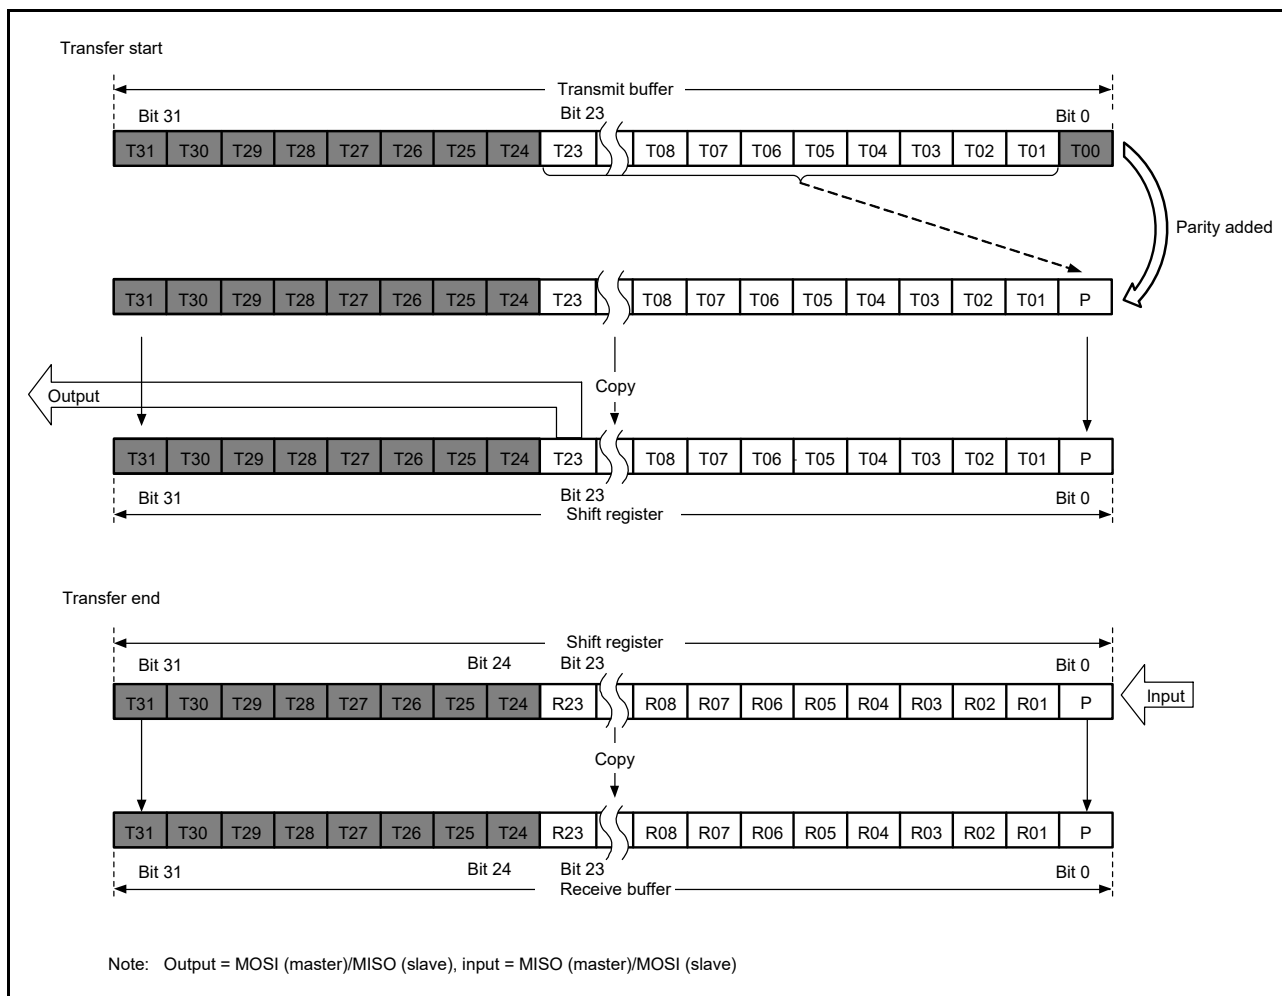 Transfer start
Transmit buffer
Bit 31 Bit 23 Bit 0
T31 T30 T29 T28 T27 T26 T25 T24 T23 T08 T07 T06 T05 T04 T03 T02 T01 T00
Parity added
T31 T30 T29 T28 T27 T26 T25 T24 T23 T08 T07 T06 T05 T04 T03 T02 T01 P
Copy
Output
T31 T30 T29 T28 T27 T26 T25 T24 T23 T08 T07 T06 T05 T04 T03 T02 T01 P
Bit 31 Bit 23 Bit 0
Shift register
Transfer end
Shift register
Bit 31 Bit 24 Bit 23 Bit 0
T31 T30 T29 T28 T27 T26 T25 T24 R23 R08 R07 R06 R05 R04 R03 R02 R01 P
Input
Copy
T31 T30 T29 T28 T27 T26 T25 T24 R23 R08 R07 R06 R05 R04 R03 R02 R01 P
Bit 31 Bit 24 Bit 23 Bit 0
Receive buffer
Note: Output = MOSI (master)/MISO (slave), input = MISO (master)/MOSI (slave)